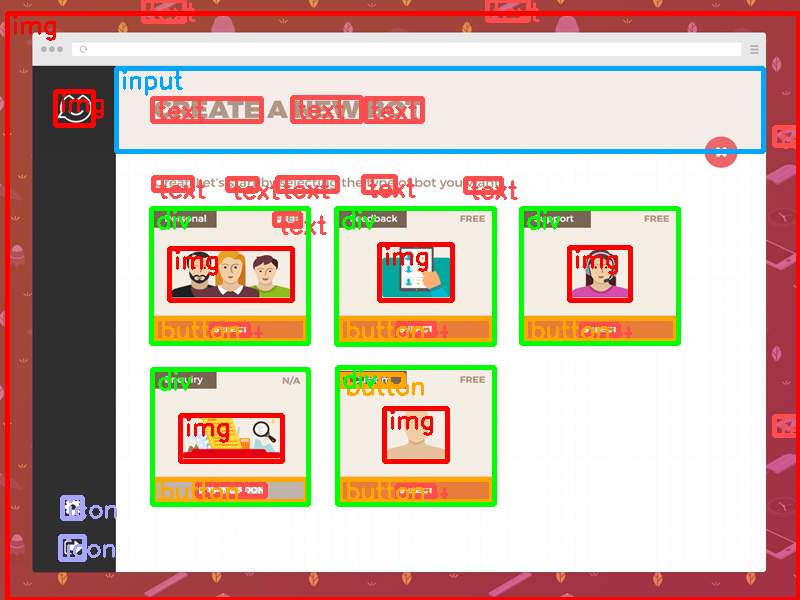 img
input
CREATE A NEW BOT
text
text
text
img
Great, Let's start by selecting the type of bot you want
text
text
text
text
text
text
Personal
FREE
div
img
button
SELECT
Feedback
FREE
div
img
button
SELECT
Support
FREE
div
img
button
SELECT
Enquiry
N/A
div
img
button
COMING SOON
FREE
div
button
img
button
SELECT
icon
icon